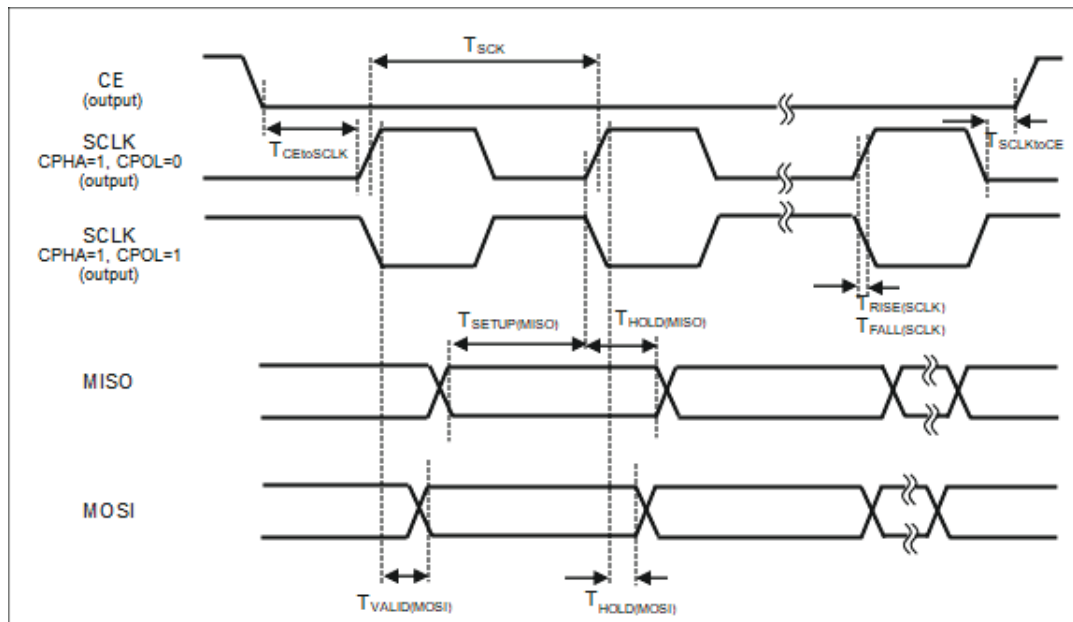 TSCK
CE
(output)
TCEtoSCLK
TSCLKtoCE
SCLK
CPHA=1, CPOL=0
(output)
SCLK
CPHA=1, CPOL=1
(output)
TRISE(SCLK)
TFALL(SCLK)
TSETUP(MISO)
THOLD(MISO)
MISO
MOSI
TVALID(MOSI)
THOLD(MOSI)